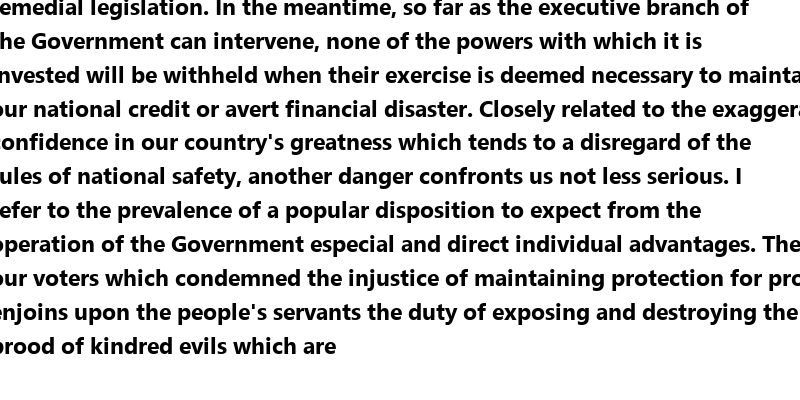 emedial legislation. In the meantime, so far as the executive branch of
the Government can intervene, none of the powers with which it is
nvested will be withheld when their exercise is deemed necessary to mainta
our national credit or avert financial disaster. Closely related to the exaggera
confidence in our country's greatness which tends to a disregard of the
ules of national safety, another danger confronts us not less serious. I
efer to the prevalence of a popular disposition to expect from the
operation of the Government especial and direct individual advantages. The
our voters which condemned the injustice of maintaining protection for pro
enjoins upon the people's servants the duty of exposing and destroying the
brood of kindred evils which are